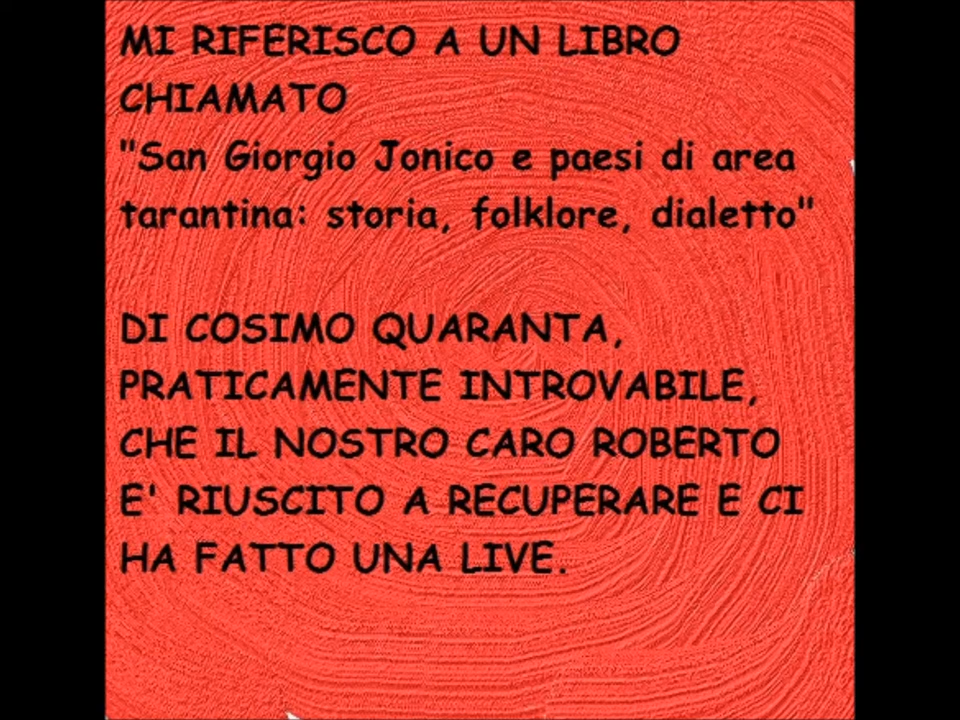 MI RIFERISCO A UN LIBRO
CHIAMATO
"San Giorgio Jonico e paesi di area
tarantina: storia, folklore, dialetto"
DI COSIMO QUARANTA,
PRATICAMENTE INTROVABILE,
CHE IL NOSTRO CARO ROBERTO
E' RIUSCITO A RECUPERARE E CI
HA FATTO UNA LIVE.